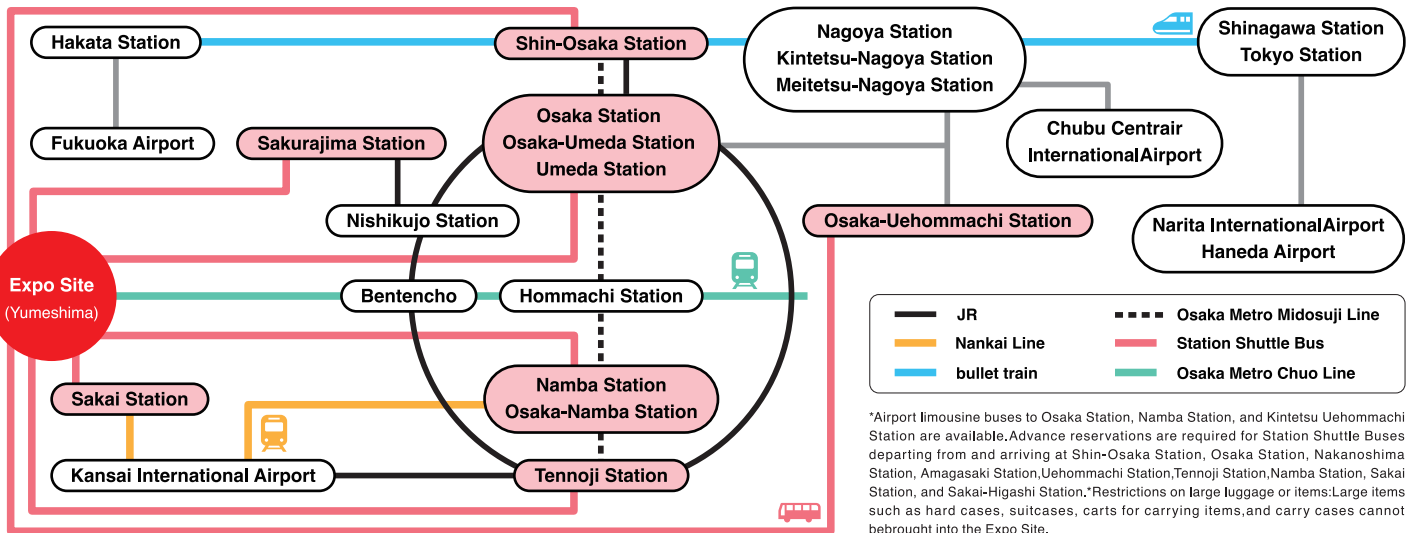 Hakata Station
Shin-Osaka Station
Nagoya Station
Kintetsu-Nagoya Station
Meitetsu-Nagoya Station
Shinagawa Station
Tokyo Station
Fukuoka Airport
Sakurajima Station
Osaka Station
Osaka-Umeda Station
Umeda Station
Chubu Centrair
InternationalAirport
Nishikujo Station
Osaka-Uehommachi Station
Narita InternationalAirport
Haneda Airport
Expo Site
(Yumeshima)
Bentencho
Hommachi Station
JR
Osaka Metro Midosuji Line
Nankai Line
Station Shuttle Bus
bullet train
Osaka Metro Chuo Line
Sakai Station
Namba Station
Osaka-Namba Station
Kansai International Airport
Tennoji Station
*Airport limousine buses to Osaka Station, Namba Station, and Kintetsu Uehommachi
Station are available.Advance reservations are required for Station Shuttle Buses
departing from and arriving at Shin-Osaka Station, Osaka Station, Nakanoshima
Station, Amagasaki Station,Uehommachi Station,Tennoji Station,Namba Station, Sakai
Station, and Sakai-Higashi Station.*Restrictions on large luggage or items:Large items
such as hard cases, suitcases, carts for carrying items,and carry cases cannot
bebrought into the Expo Site.